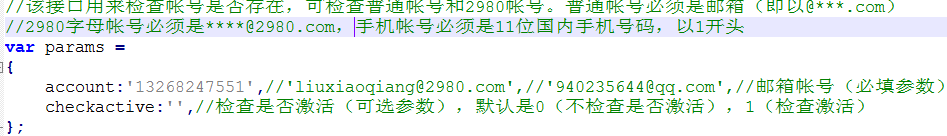 //该接口用来检查帐号是否存在，可检查普通帐号和2980帐号。普通帐号必须是邮箱（即以@***.com）
//2980字母帐号必须是****@2980.com，手机帐号必须是11位国内手机号码，以1开头
var params =
{
account:'13268247551',//'liuxiaoqiang@2980.com',//'940235644@qq.com',//邮箱帐号（必填参数）
checkactive:'',//检查是否激活（可选参数），默认是0（不检查是否激活），1（检查激活）
};